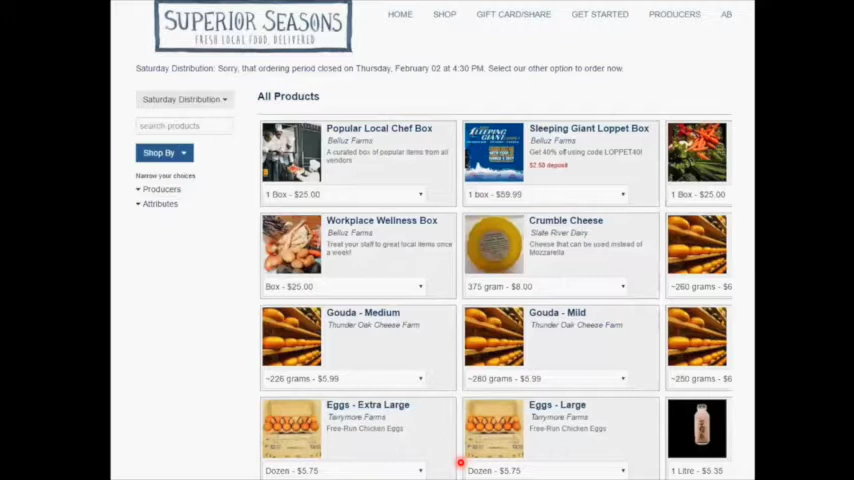 SUPERIOR SEASONS
FRESH LOCAL FOOD, DELIVERED
HOME SHOP GIFT CARD/SHARE GET STARTED PRODUCERS AB
Saturday Distribution: Sorry, that ordering period closed on Thursday, February 02 at 4:30 PM. Select our other option to order now.
Saturday Distribution
search products
Shop By
Narrow your choices
Producers
Attributes
All Products
Popular Local Chef Box
Belluz Farms
A curated box of popular items from all
vendors
1 Box - $25.00
SLEEPING
GIANT
Sleeping Giant Loppet Box
Belluz Farms
Get 40% off using code LOPPET40!
$2.50 deposit
1 box - $59.99
1 Box - $25.00
Workplace Wellness Box
Belluz Farms
Treat your staff to great local items once
a week!
Box - $25.00
Crumble Cheese
Slate River Dairy
Cheese that can be used instead of
Mozzarella
375 gram - $8.00
~260 grams - $6
Gouda - Medium
Thunder Oak Cheese Farm
~226 grams - $5.99
Gouda - Mild
Thunder Oak Cheese Farm
~280 grams - $5.99
~250 grams - $6
Eggs - Extra Large
Tarrymore Farms
Free-Run Chicken Eggs
Dozen - $5.75
Eggs - Large
Tarrymore Farms
Free-Run Chicken Eggs
Dozen - $5.75
1 Litre - $5.35